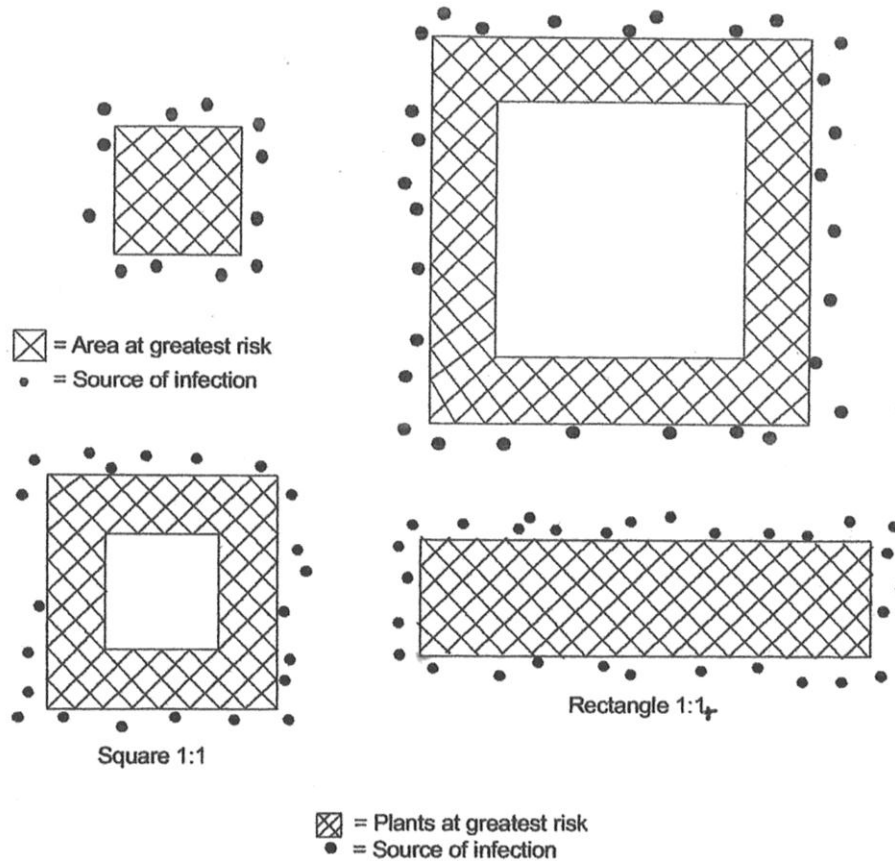 = Area at greatest risk
= Source of infection
Square 1:1
Rectangle 1:1
= Plants at greatest risk
= Source of infection